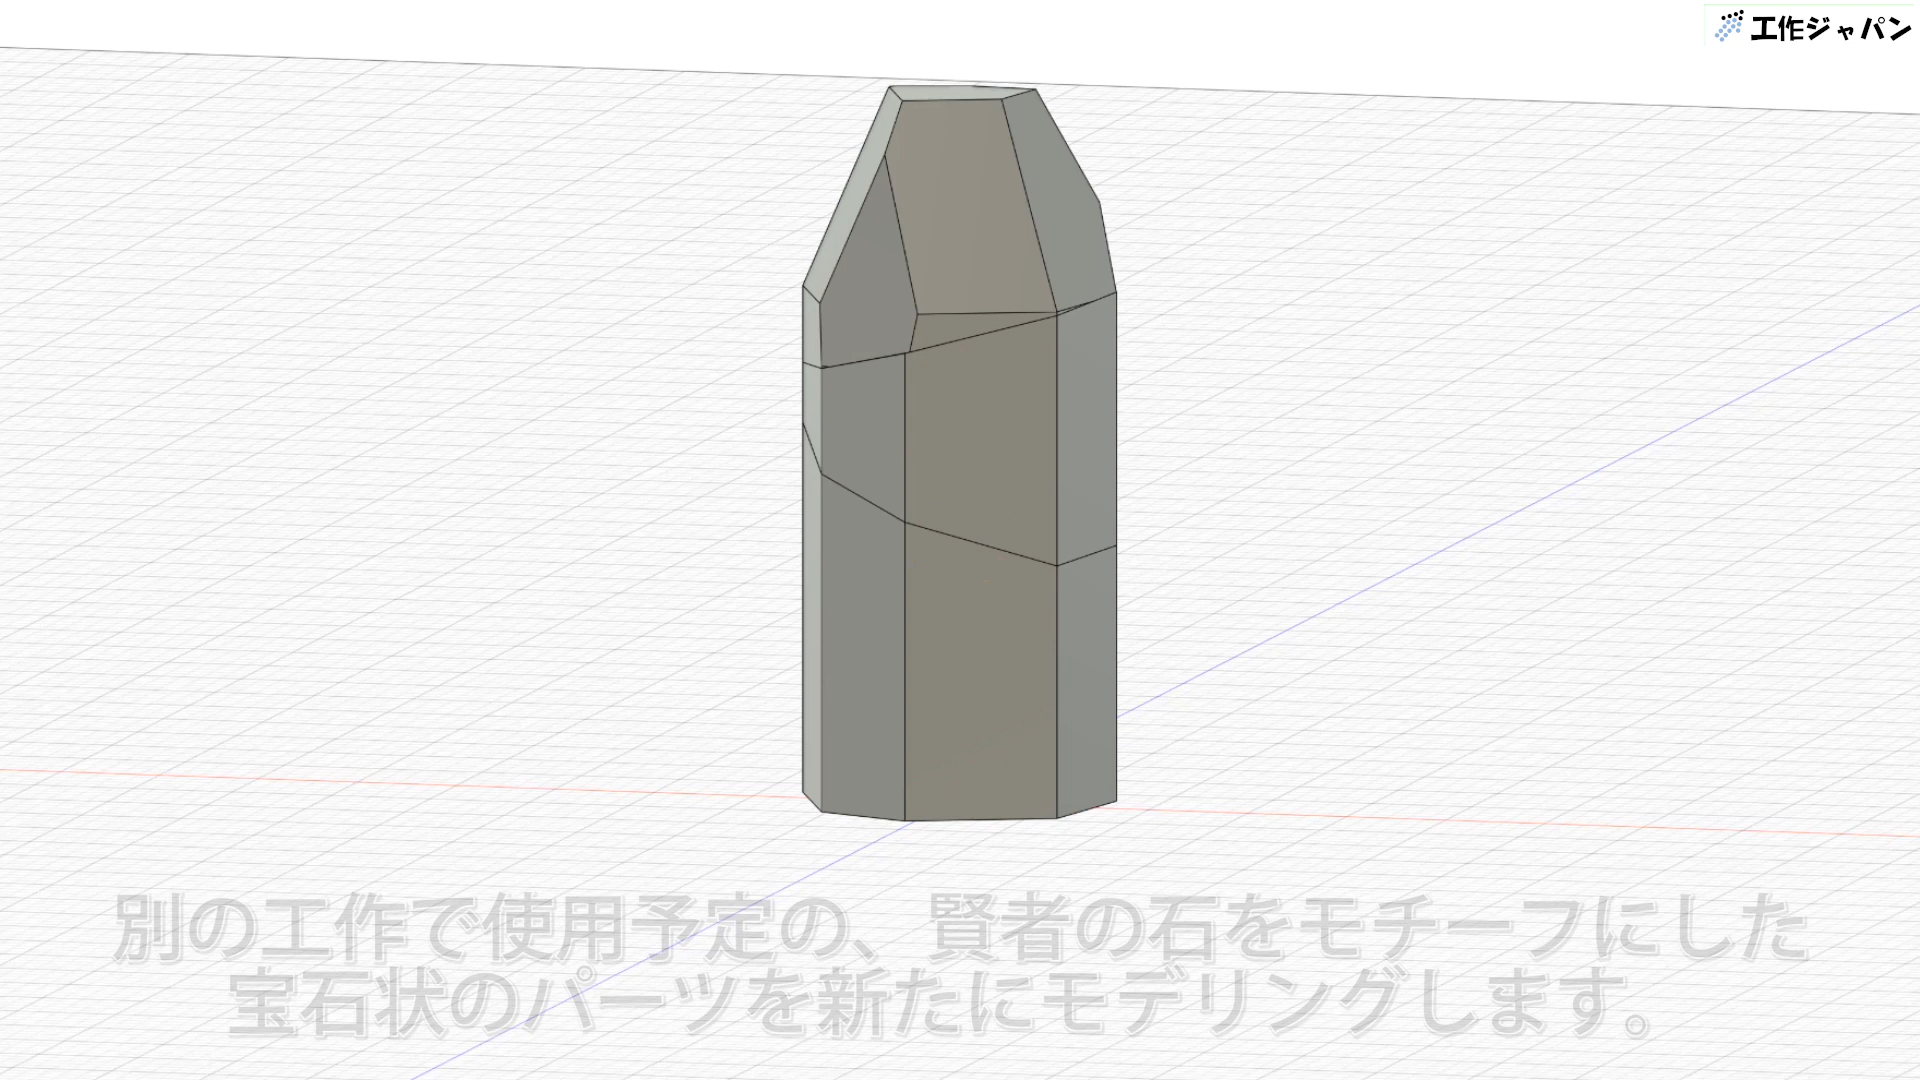 工作ジャパン
別の工作で使用予定の、賢者の石をモチーフにした
宝石状のパーツを新たにモデリングします。